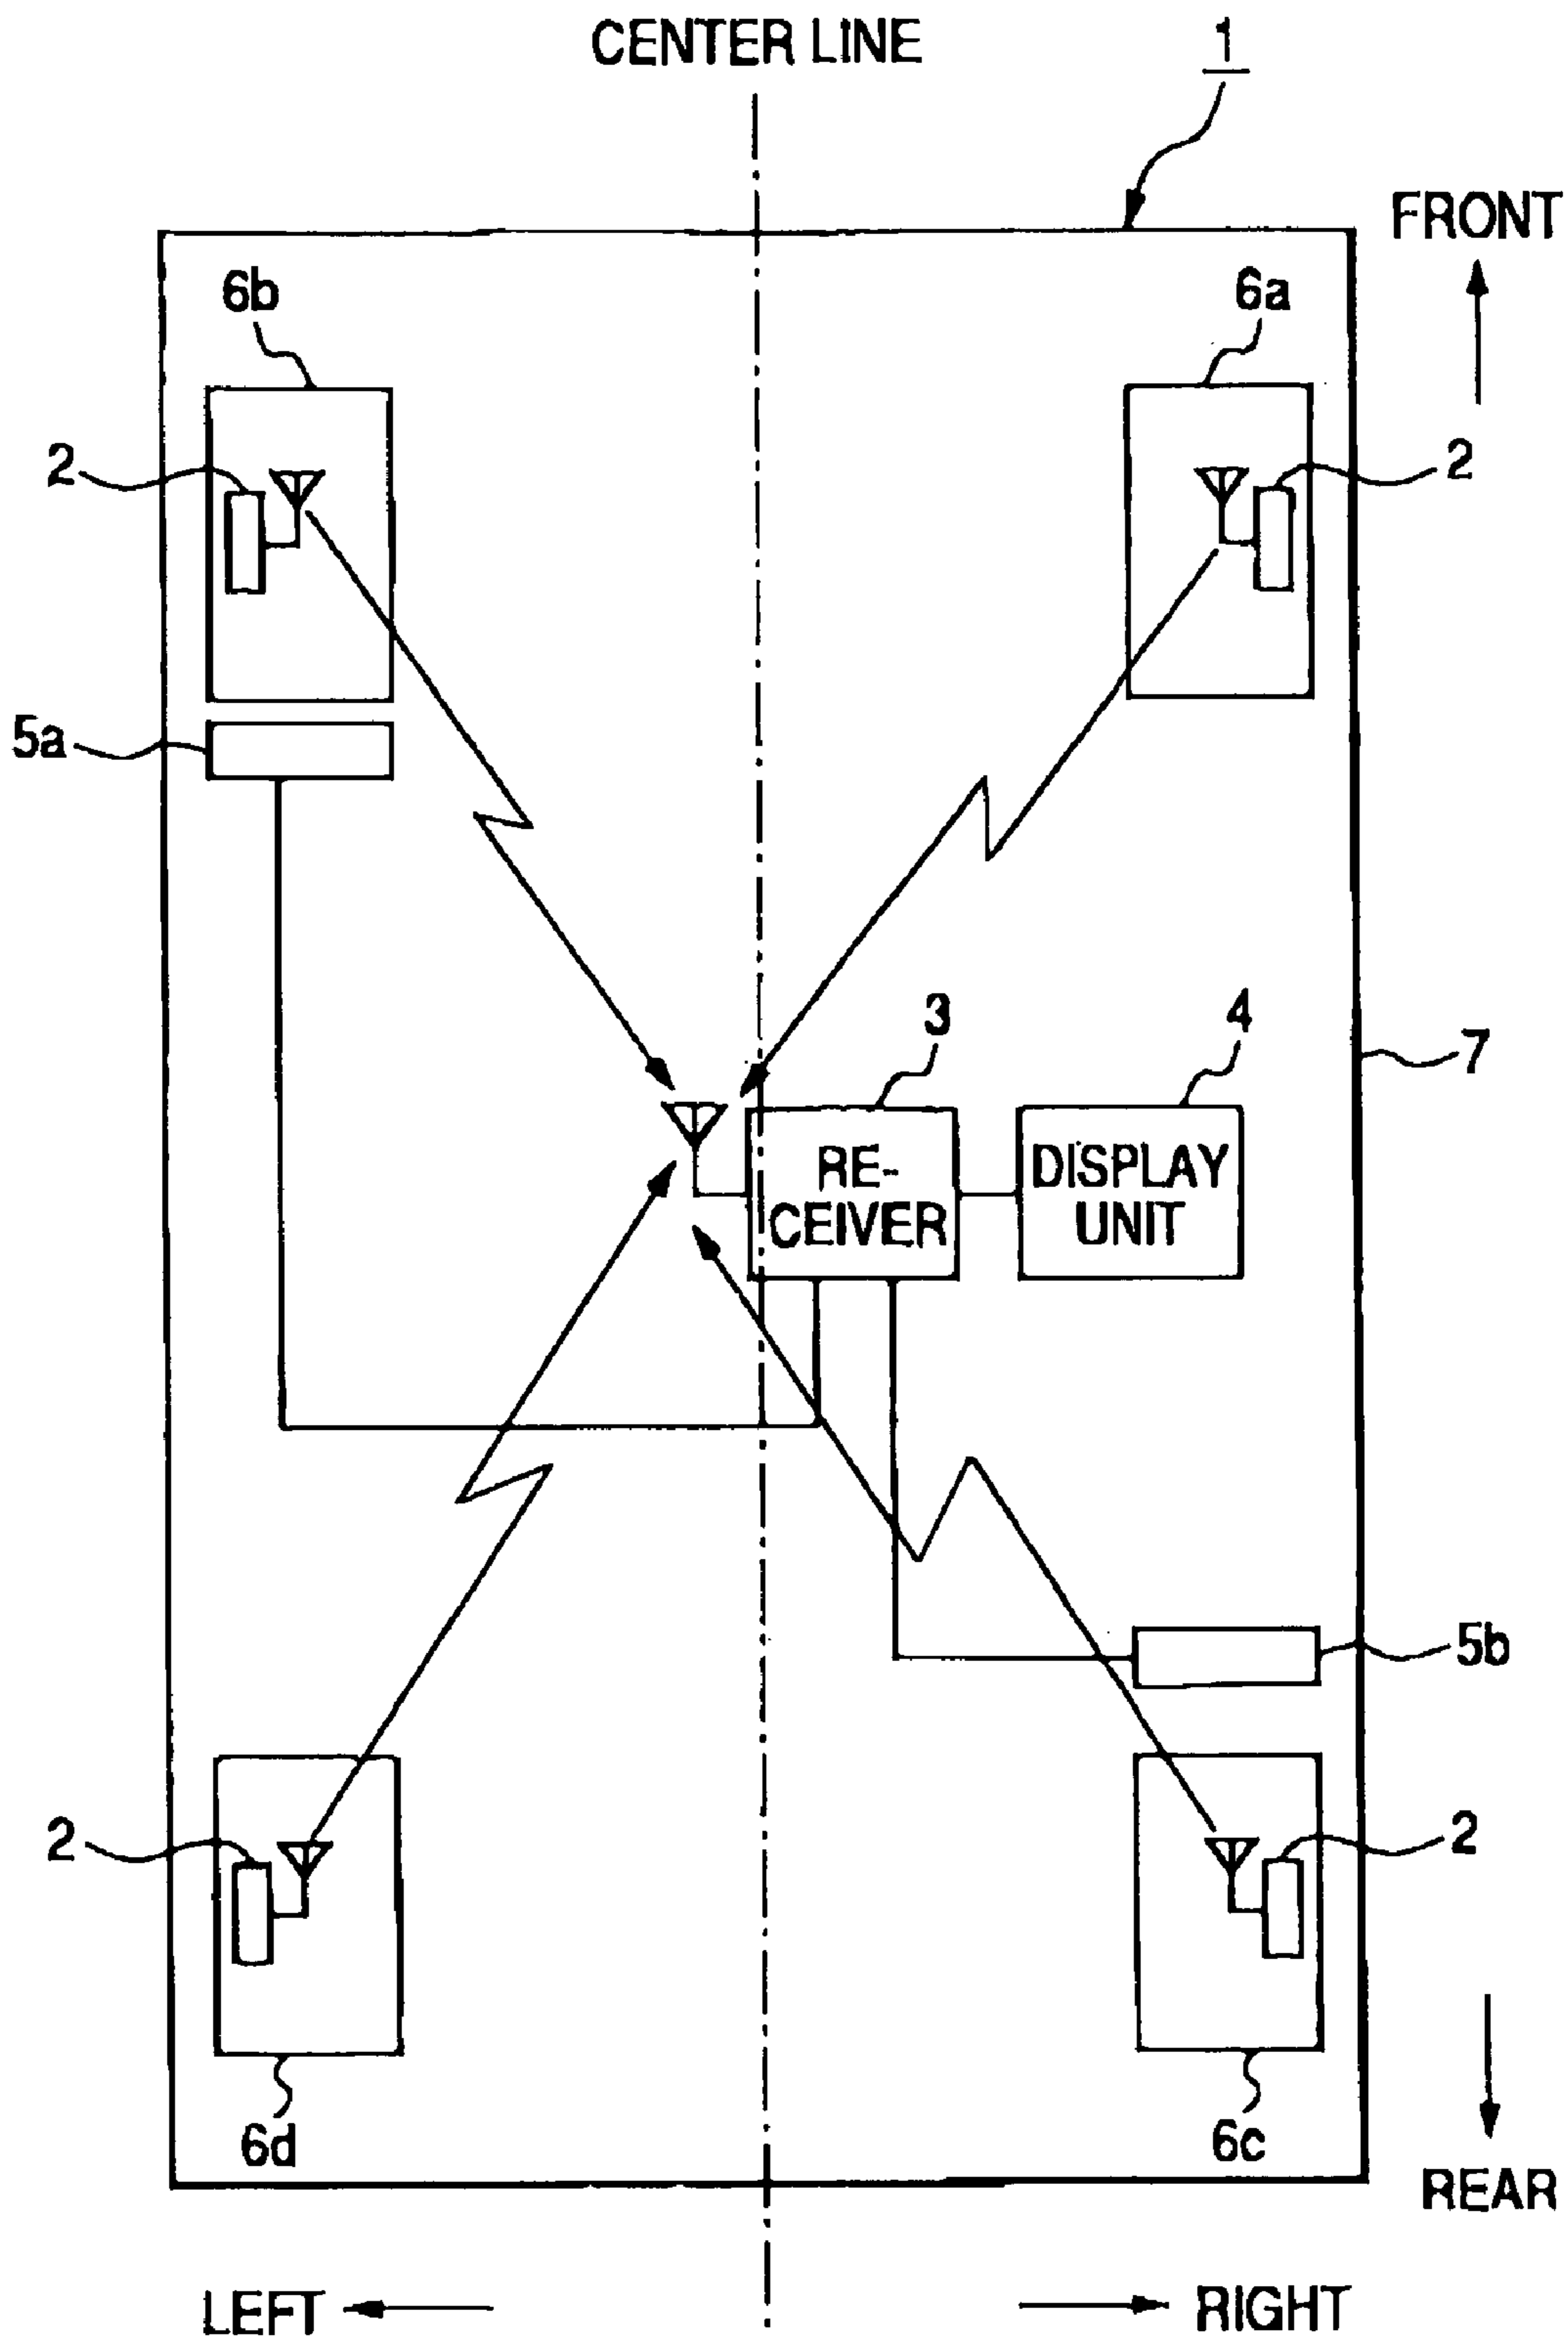 CENTER LINE
1
FRONT
6b
6a
2
2
5a
3
4
7
RE-
CEIVER
DISPLAY
UNIT
5b
2
2
6d
6c
REAR
LEFT
RIGHT